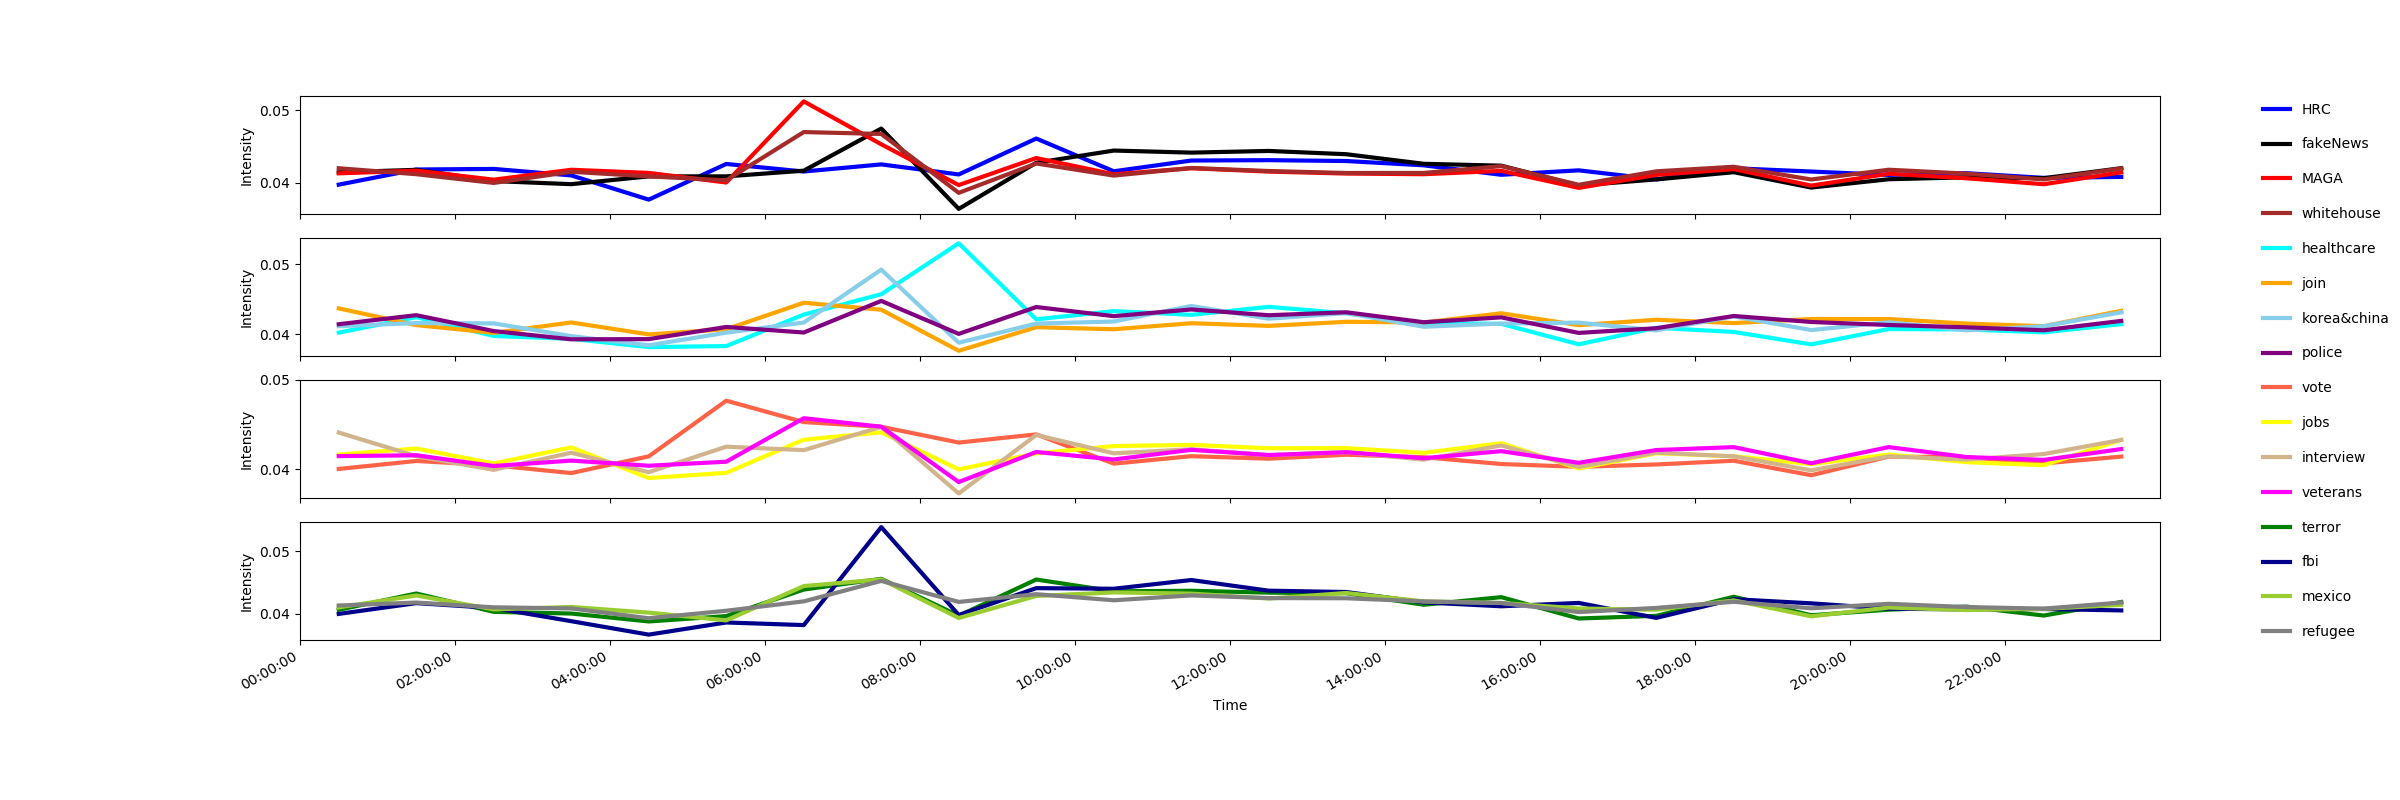 0.05
0.04
Intensity
0.05
0.04
Intensity
0.05
0.04
Intensity
0.05
0.04
Intensity
00:00:00
02:00:00
04:00:00
06:00:00
08:00:00
10:00:00
12:00:00
14:00:00
16:00:00
18:00:00
20:00:00
22:00:00
Time
HRC
fakeNews
MAGA
whitehouse
healthcare
join
korea&china
police
vote
jobs
interview
veterans
terror
fbi
mexico
refugee